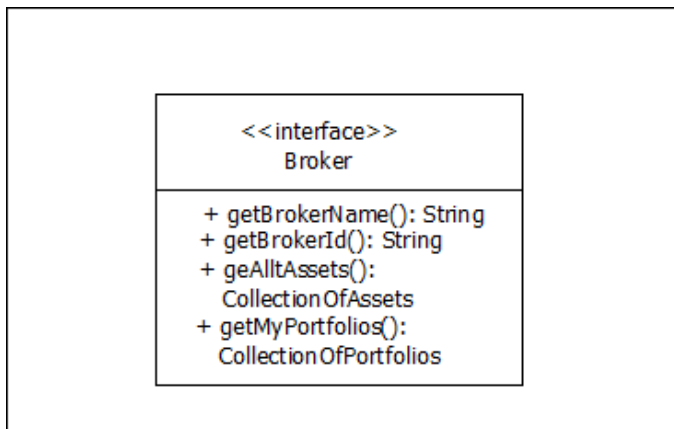 <<interface>>
Broker
+ getBrokerName(): String
+ getBrokerId(): String
+ geAlltAssets():
CollectionOfAssets
+ getMyPortfolios():
CollectionOfPortfolios